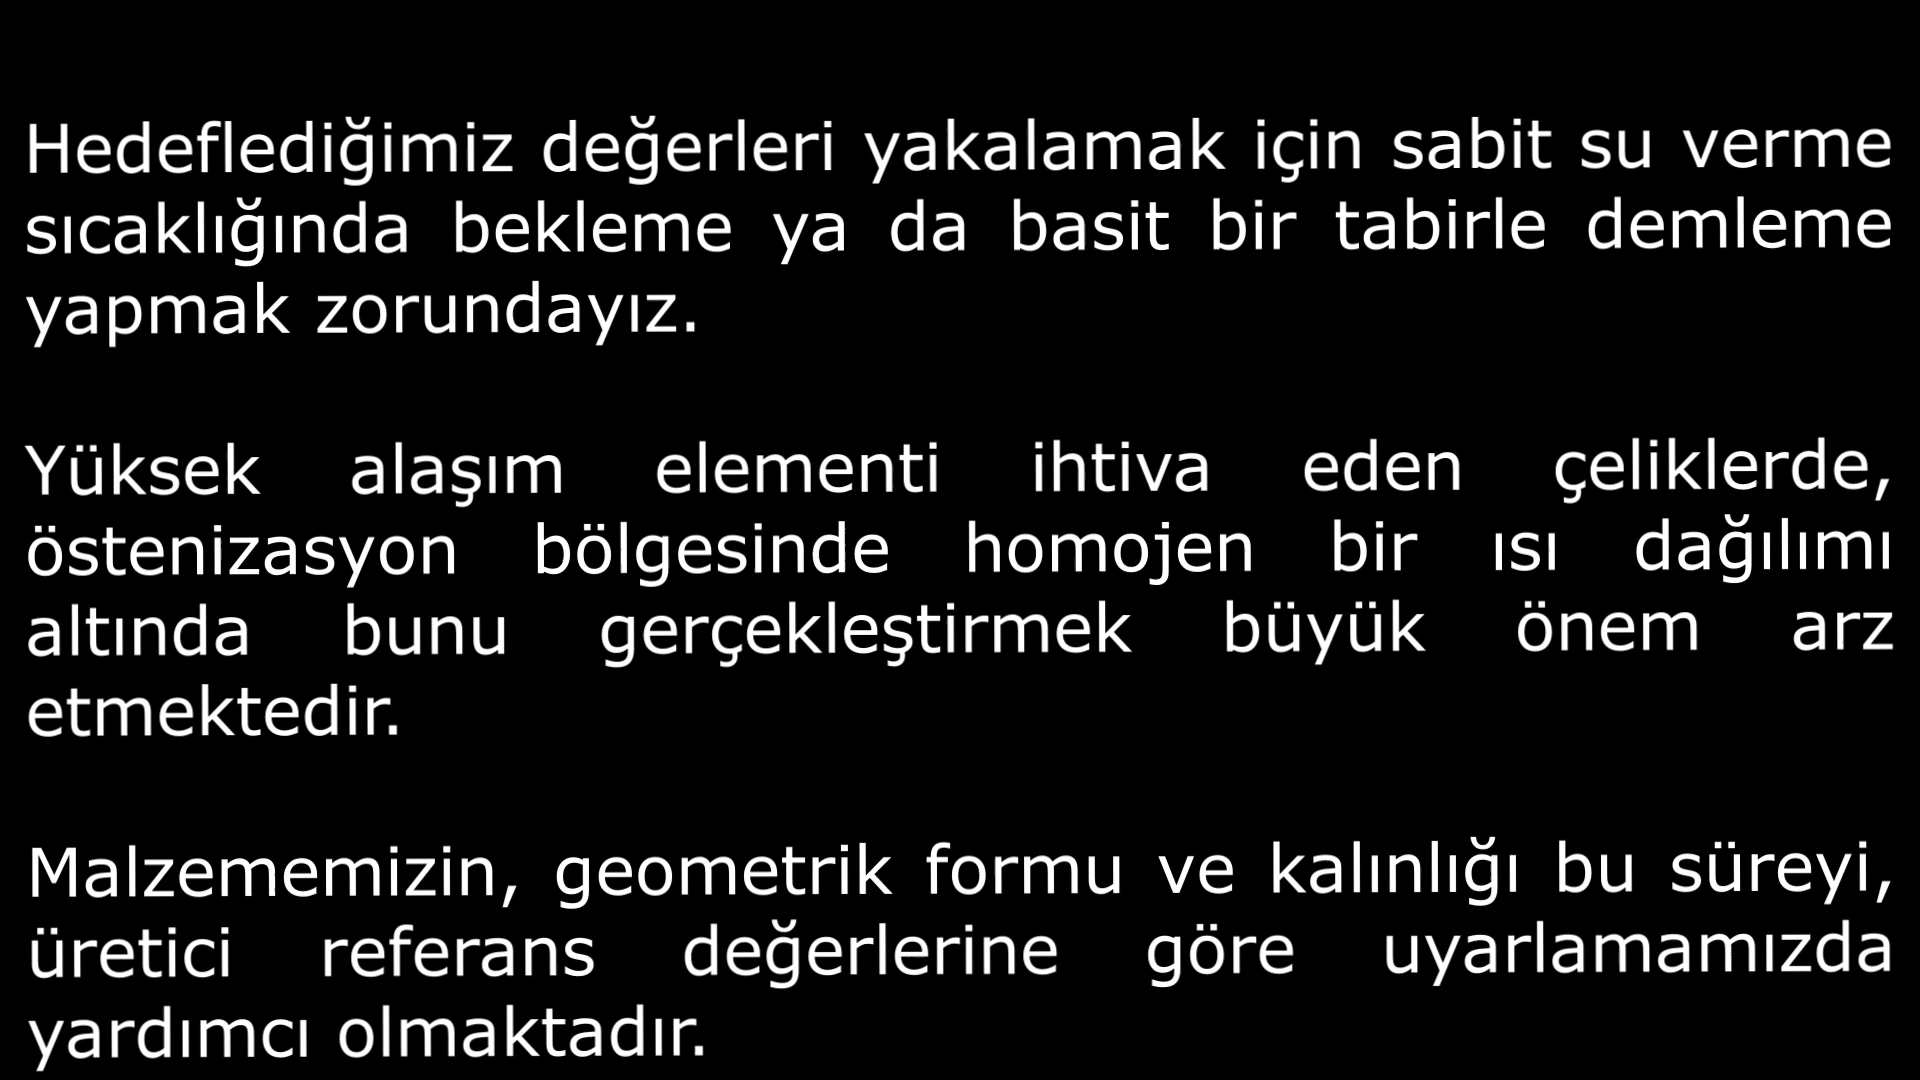 Hedeflediğimiz değerleri yakalamak için sabit su verme
sıcaklığında bekleme ya da basit bir tabirle demleme
yapmak zorundayız.
Yüksek alaşım elementi ihtiva eden çeliklerde,
östenizasyon bölgesinde homojen bir ısı dağılımı
altında bunu gerçekleştirmek büyük önem arz
etmektedir.
Malzememizin, geometrik formu ve kalınlığı bu süreyi,
üretici referans değerlerine göre uyarlamamızda
yardımcı olmaktadır.